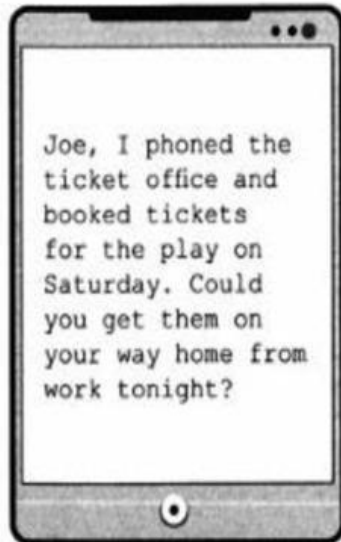 Joe, I phoned the
ticket office and
booked tickets
for the play on
Saturday. Could
you get them on
your way home from
work tonight?